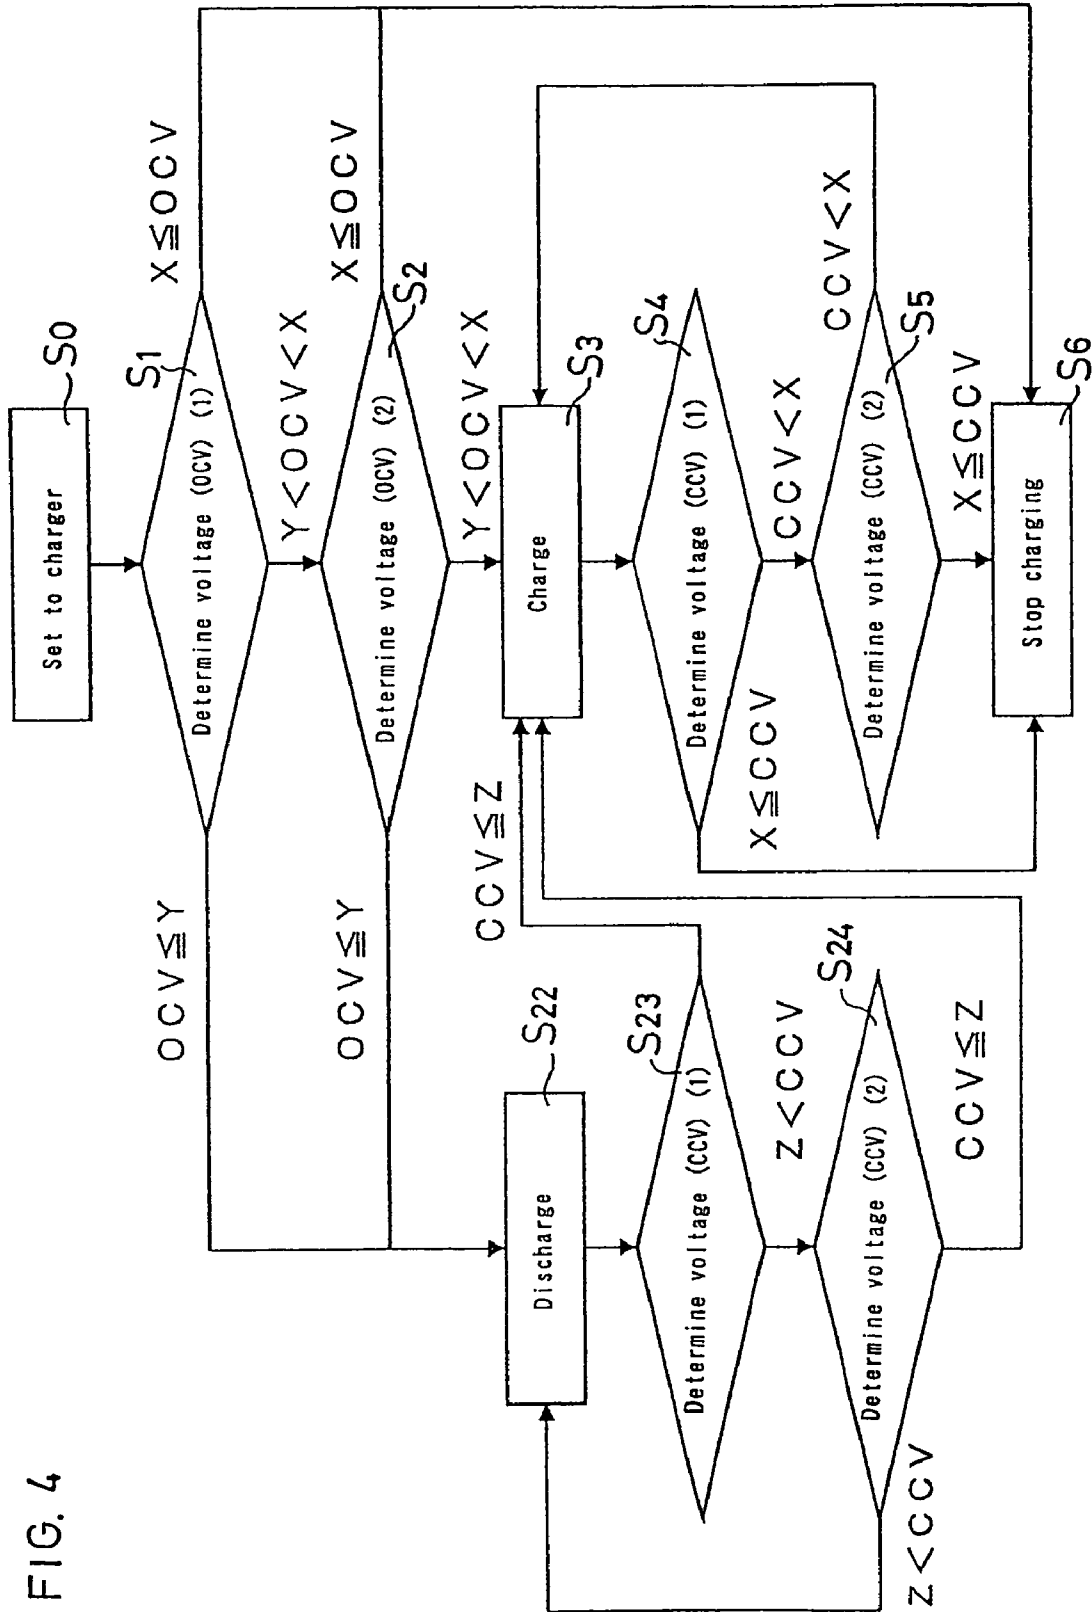 FIG. 4
Set to charger
S0
Determine voltage (OCV) (1)
S1
OCV≦Y
X≦OCV
Y<OCV<X
Determine voltage (OCV) (2)
S2
OCV≦Y
X≦OCV
Y<OCV<X
Discharge
S22
CCV≦Z
Charge
S3
Determine voltage (CCV) (1)
S23
Z<CCV
Determine voltage (CCV) (1)
S4
X≦CCV
CCV<X
Determine voltage (CCV) (2)
S24
Z<CCV
CCV≦Z
Determine voltage (CCV) (2)
S5
CCV<X
X≦CCV
Stop charging
S6